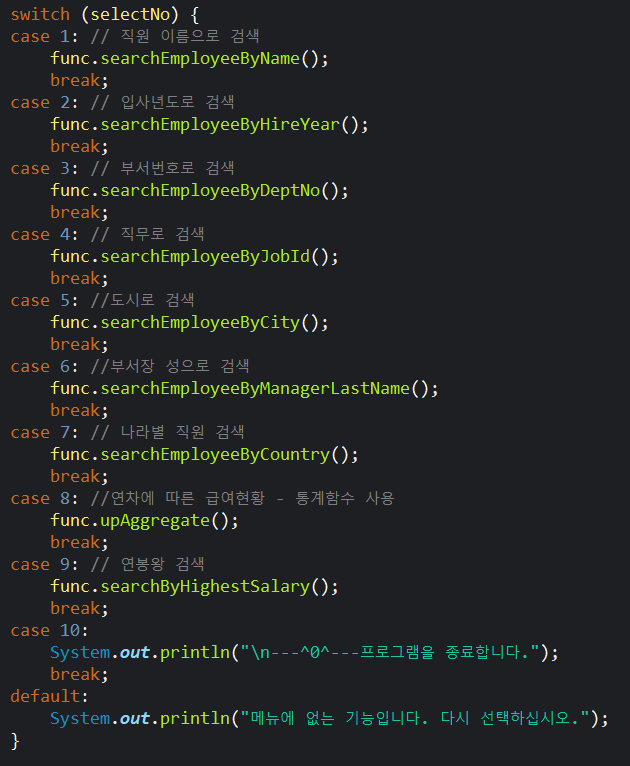 switch (selectNo) {
case 1: // 직원 이름으로 검색
    func.searchEmployeeByName();
    break;
case 2: // 입사년도로 검색
    func.searchEmployeeByHireYear();
    break;
case 3: // 부서번호로 검색
    func.searchEmployeeByDeptNo();
    break;
case 4: // 직무로 검색
    func.searchEmployeeByJobId();
    break;
case 5: //도시로 검색
    func.searchEmployeeByCity();
    break;
case 6: //부서장 성으로 검색
    func.searchEmployeeByManagerLastName();
    break;
case 7: // 나라별 직원 검색
    func.searchEmployeeByCountry();
    break;
case 8: //연차에 따른 급여현황 - 통계함수 사용
    func.upAggregate();
    break;
case 9: // 연봉왕 검색
    func.searchByHighestSalary();
    break;
case 10:
    System.out.println("\n---^0^---프로그램을 종료합니다.");
    break;
default:
    System.out.println("메뉴에 없는 기능입니다. 다시 선택하십시오.");
}